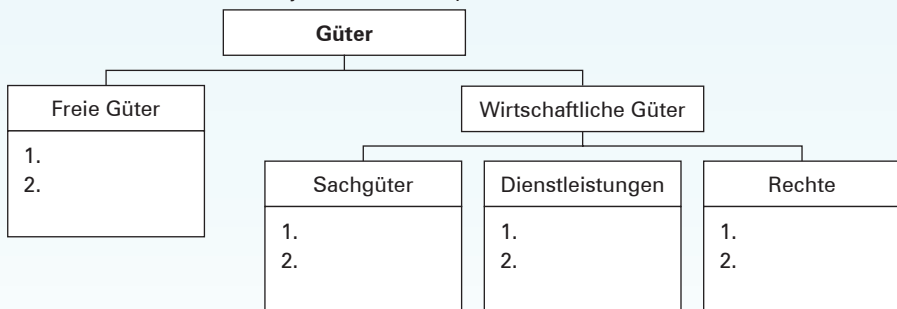 Güter
Freie Güter
1.
2.
Wirtschaftliche Güter
Sachgüter
1.
2.
Dienstleistungen
1.
2.
Rechte
1.
2.